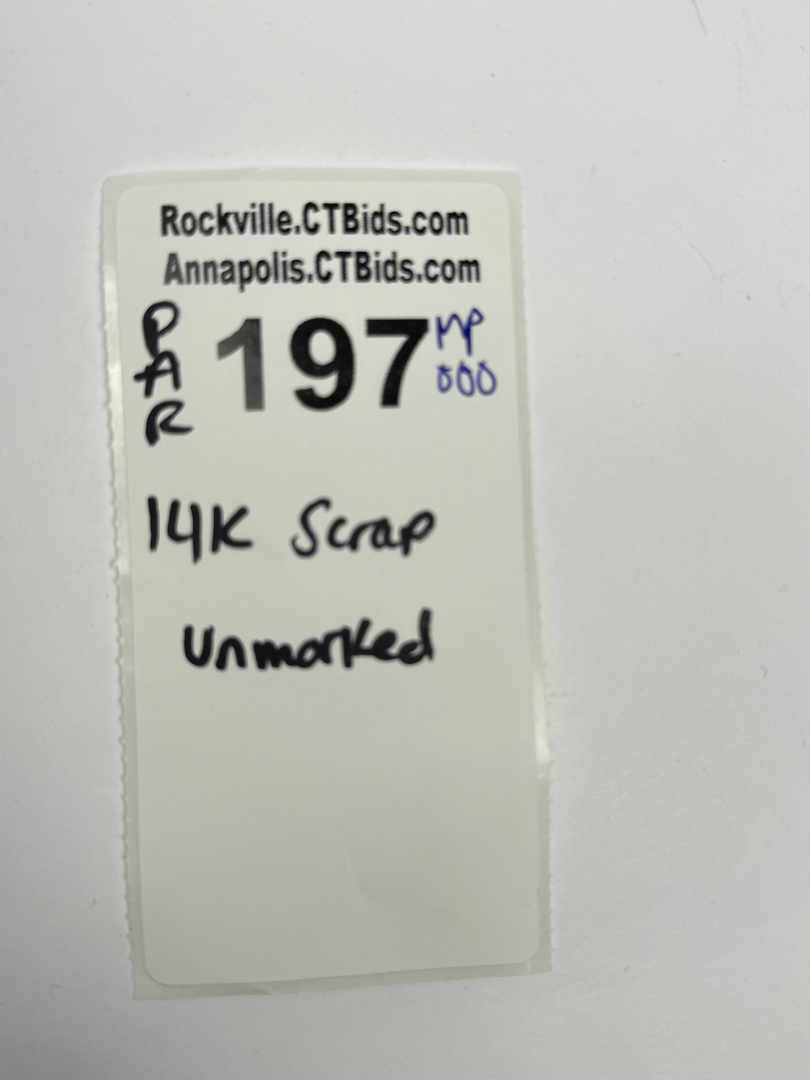 Rockville.CTBids.com
Annapolis.CTBids.com
PAR
197
MP
000
14K Scrap
Unmarked